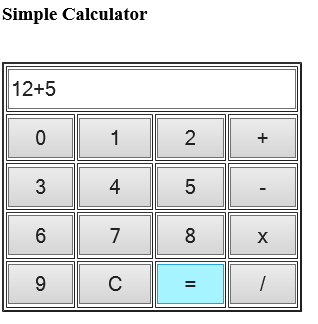 Simple Calculator
12+5
0 1 2 +
3 4 5 -
6 7 8 x
9 C = /